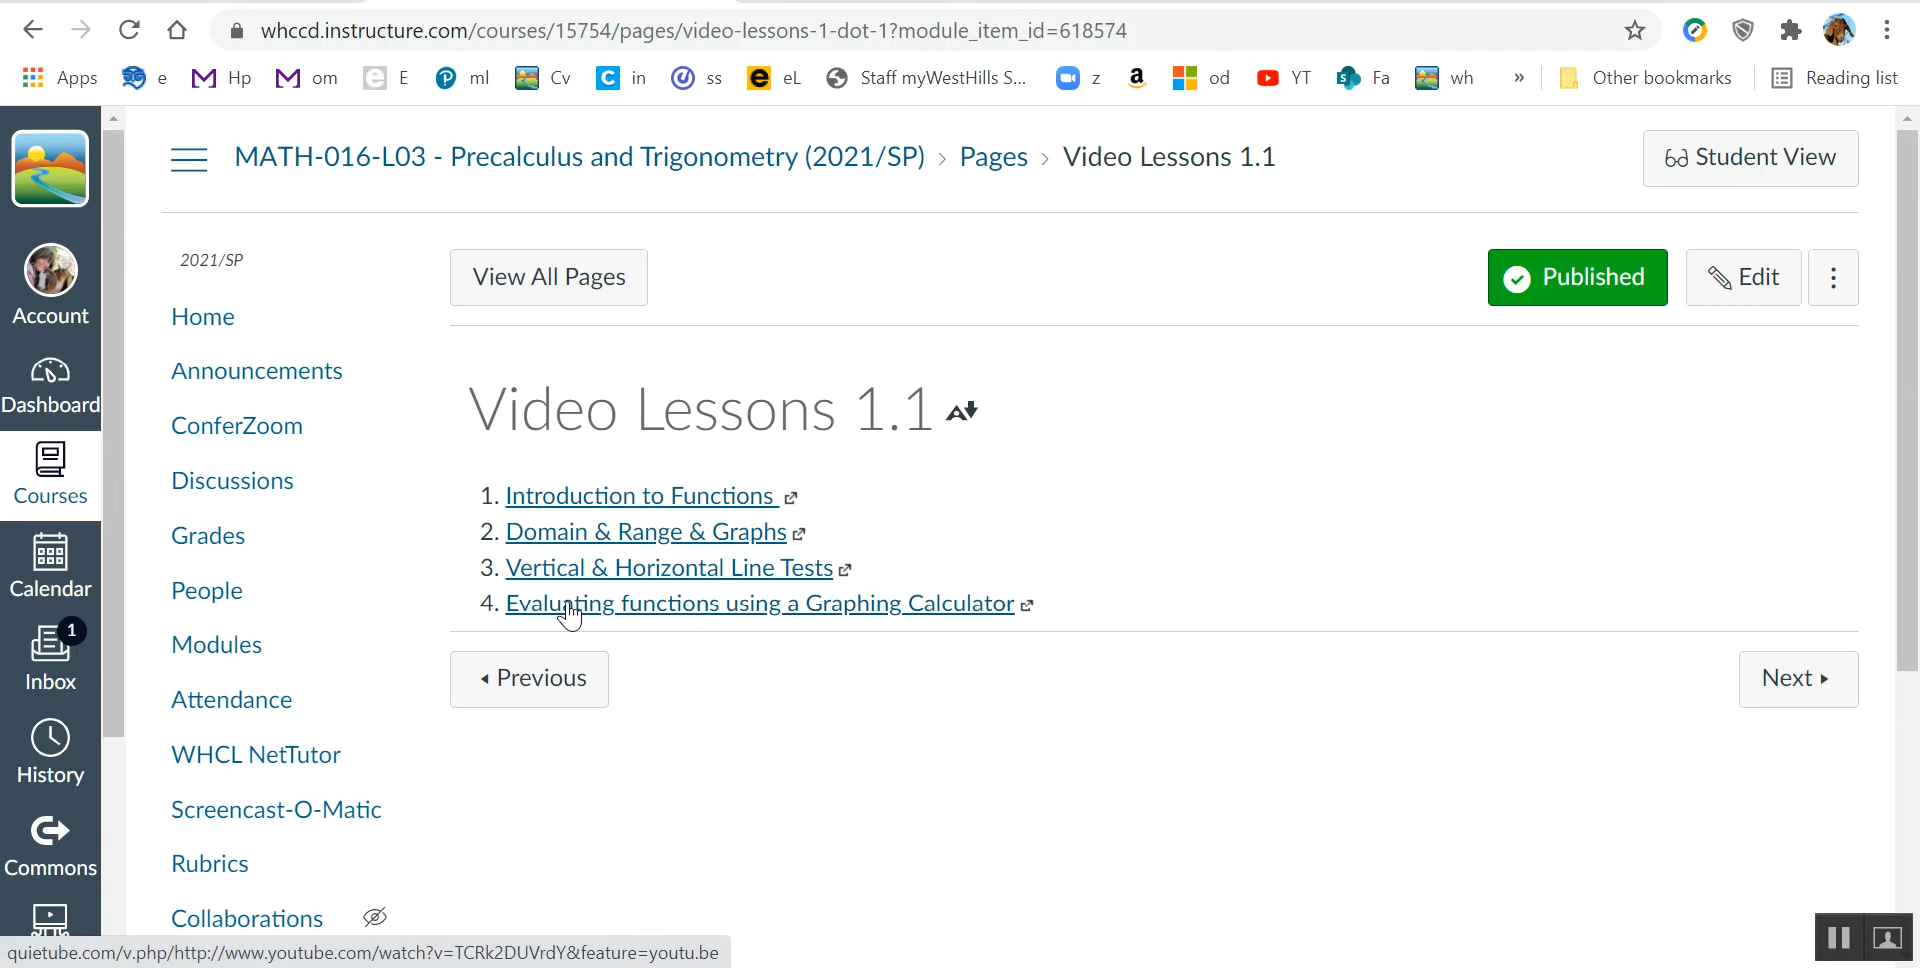 whccd.instructure.com/courses/15754/pages/video-lessons-1-dot-1?module_item_id=618574
Apps e Hp om E ml Cv in ss eL Staff myWestHills S... z od YT Fa wh » Other bookmarks Reading list
MATH-016-L03 - Precalculus and Trigonometry (2021/SP) › Pages › Video Lessons 1.1
Student View
Account
Dashboard
Courses
Calendar
1
Inbox
History
Commons
2021/SP
Home
Announcements
ConferZoom
Discussions
Grades
People
Modules
Attendance
WHCL NetTutor
Screencast-O-Matic
Rubrics
Collaborations
View All Pages
Published
Edit
Video Lessons 1.1
1. Introduction to Functions
2. Domain & Range & Graphs
3. Vertical & Horizontal Line Tests
4. Evaluating functions using a Graphing Calculator
Previous
Next
quietube.com/v.php/http://www.youtube.com/watch?v=TCRk2DUVrdY&feature=youtu.be